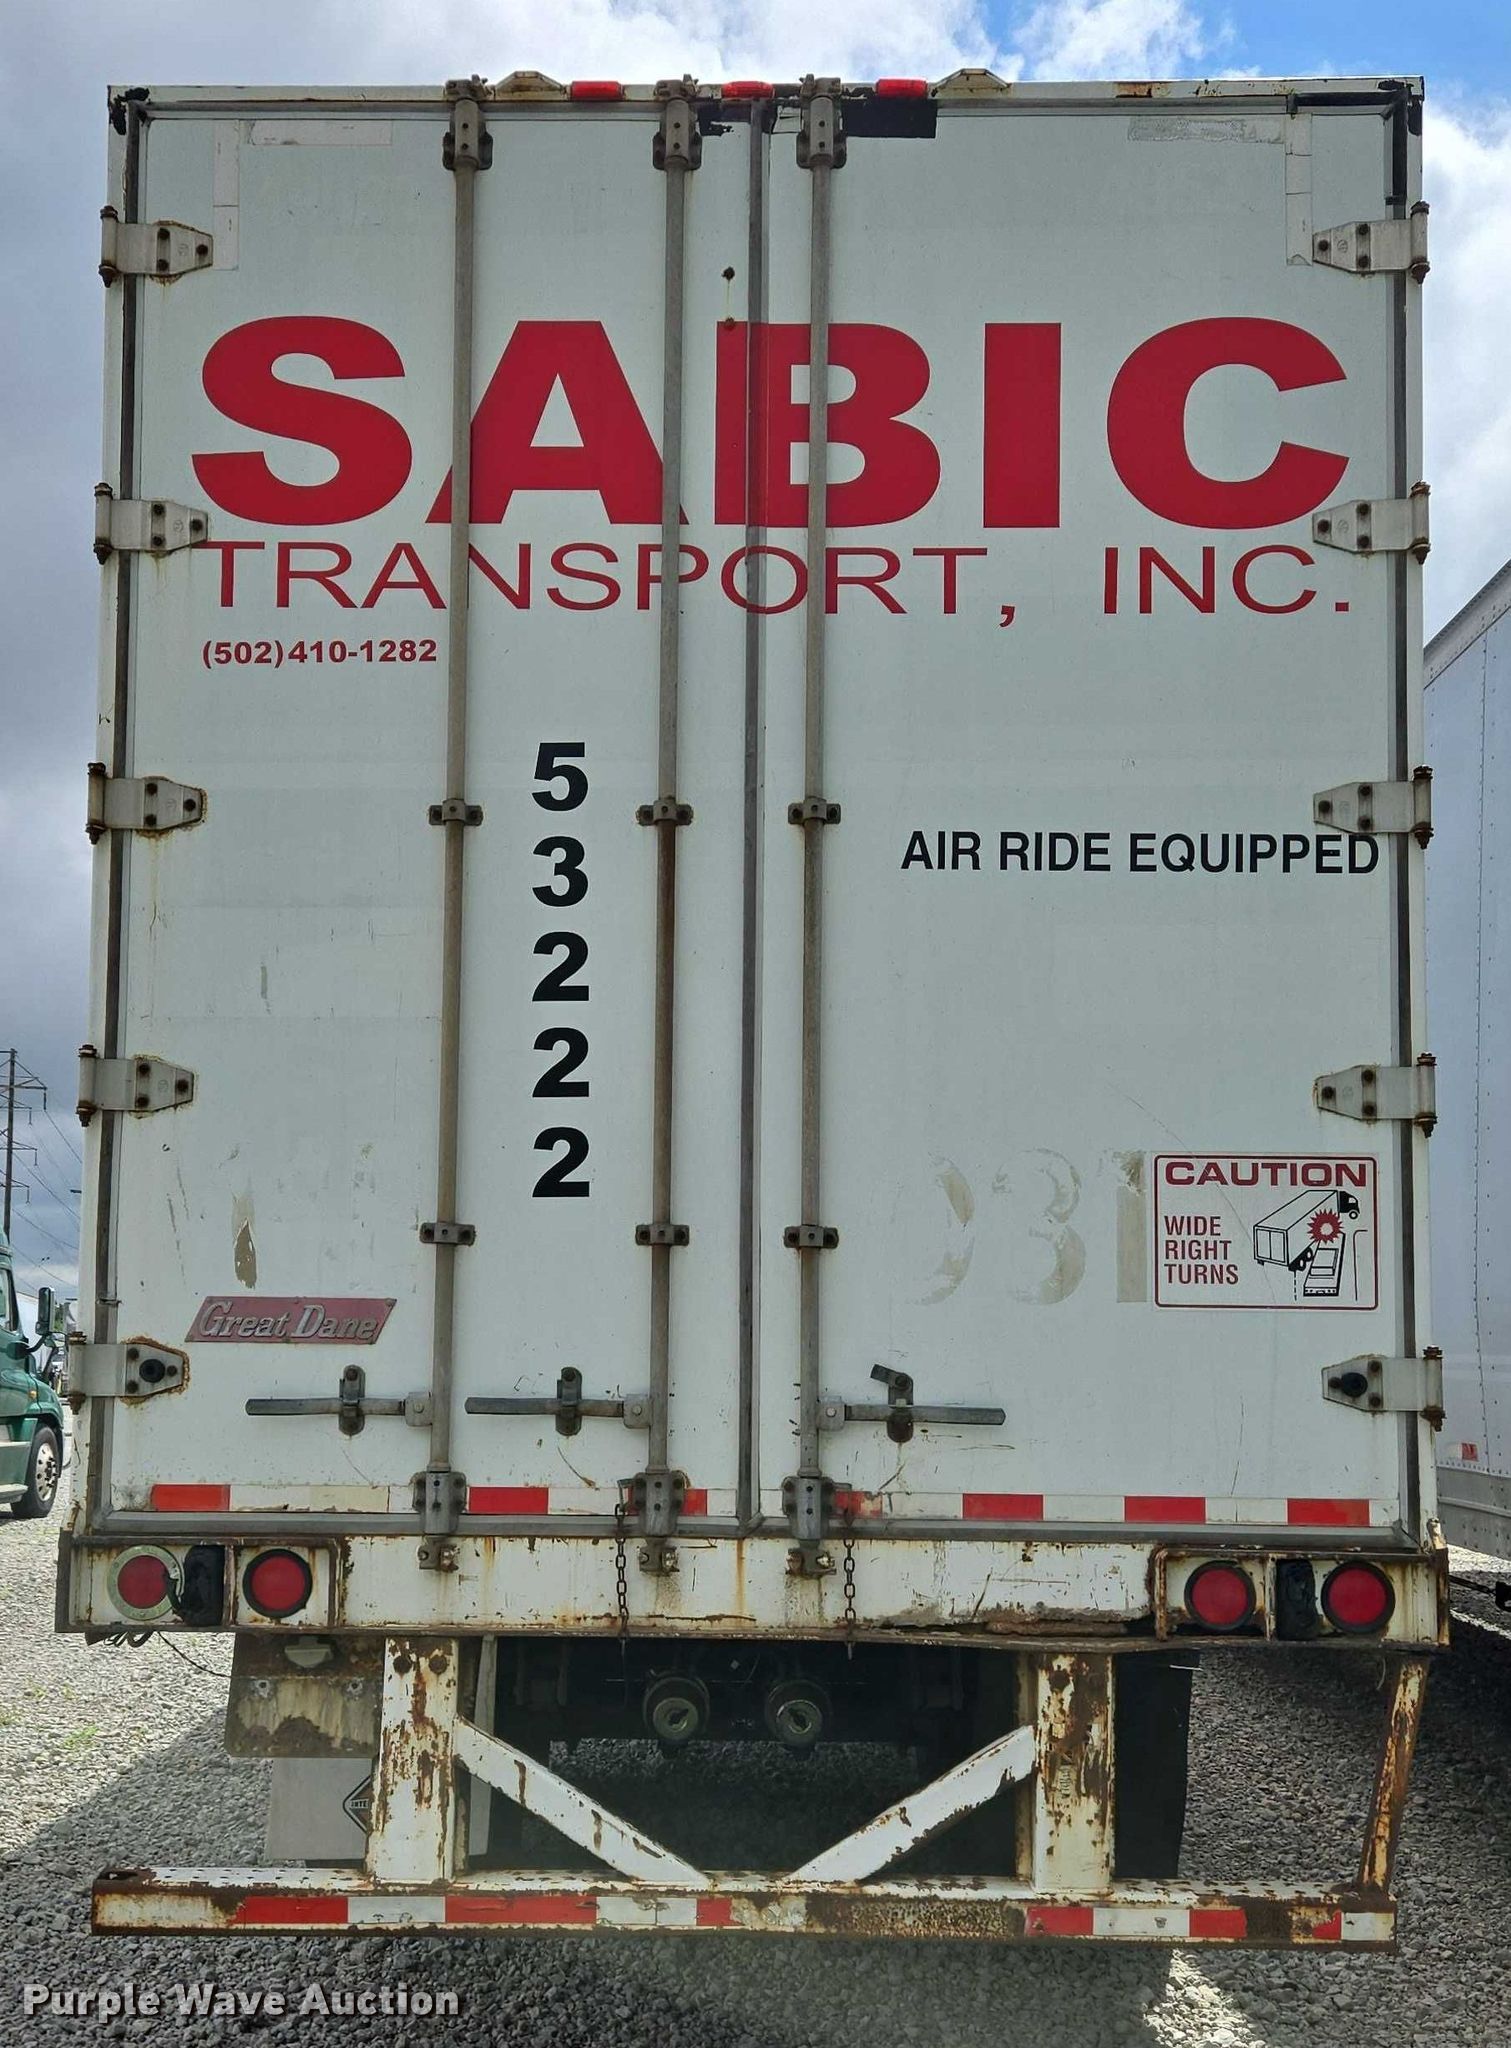 SABIC
TRANSPORT, INC.
(502)410-1282
5
3
2
2
2
AIR RIDE EQUIPPED
931
CAUTION
WIDE
RIGHT
TURNS
Great Dane
Purple Wave Auction